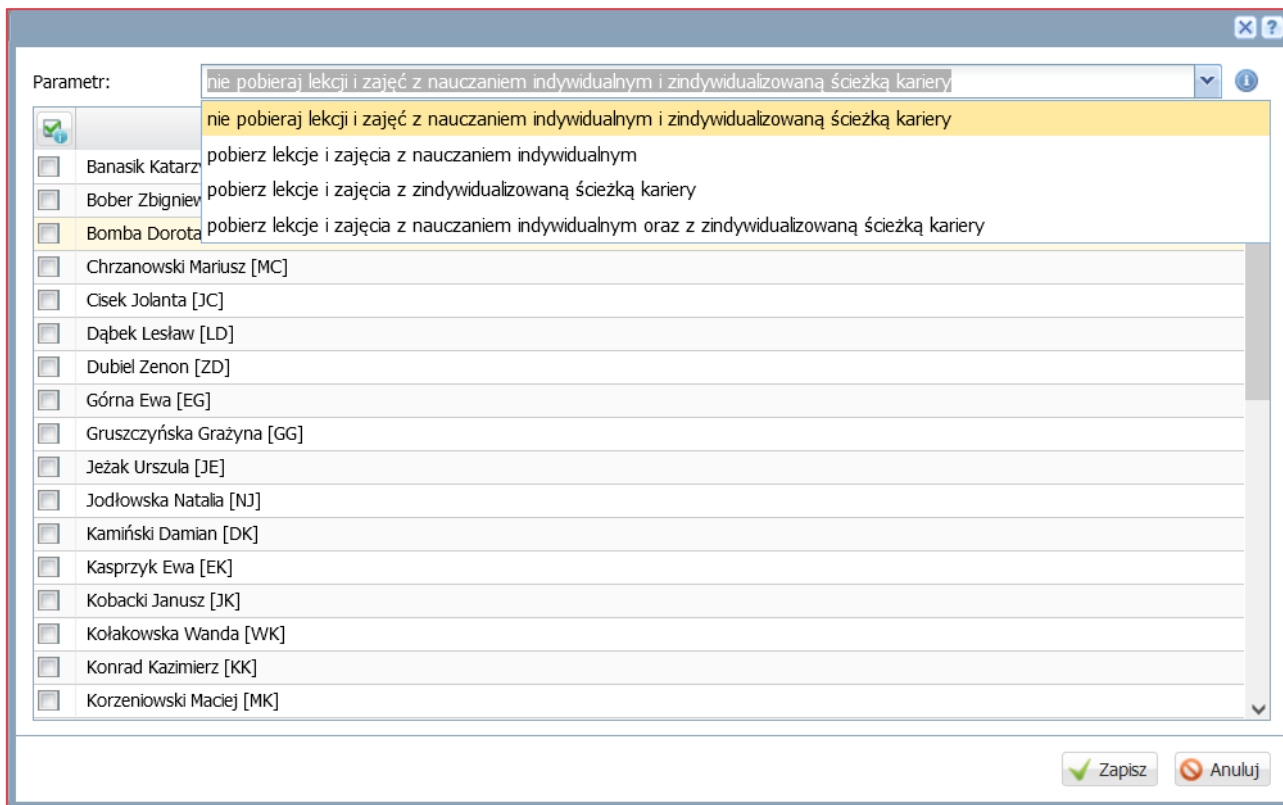 Parametr:
nie pobieraj lekcji i zajęć z nauczaniem indywidualnym i zindywidualizowaną ścieżką kariery
nie pobieraj lekcji i zajęć z nauczaniem indywidualnym i zindywidualizowaną ścieżką kariery
pobierz lekcje i zajęcia z nauczaniem indywidualnym
Banasik Katarzy
pobierz lekcje i zajęcia z zindywidualizowaną ścieżką kariery
Bober Zbigniew
pobierz lekcje i zajęcia z nauczaniem indywidualnym oraz z zindywidualizowaną ścieżką kariery
Bomba Dorota
Chrzanowski Mariusz [MC]
Cisek Jolanta [JC]
Dąbek Lesław [LD]
Dubiel Zenon [ZD]
Górna Ewa [EG]
Gruszczyńska Grażyna [GG]
Jeżak Urszula [JE]
Jodłowska Natalia [NJ]
Kamiński Damian [DK]
Kasprzyk Ewa [EK]
Kobacki Janusz [JK]
Kołakowska Wanda [WK]
Konrad Kazimierz [KK]
Korzeniowski Maciej [MK]
Zapisz
Anuluj